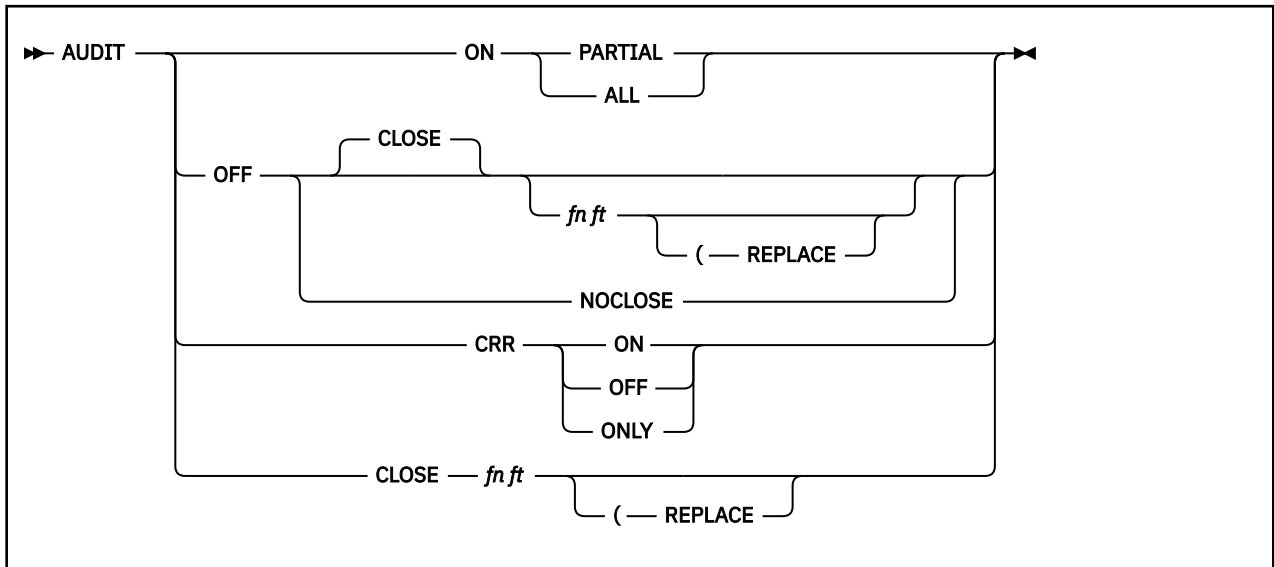 AUDIT ON PARTIAL
ALL
CLOSE
OFF
fn ft
( REPLACE
NOCLOSE
CRR ON
OFF
ONLY
CLOSE fn ft
( REPLACE